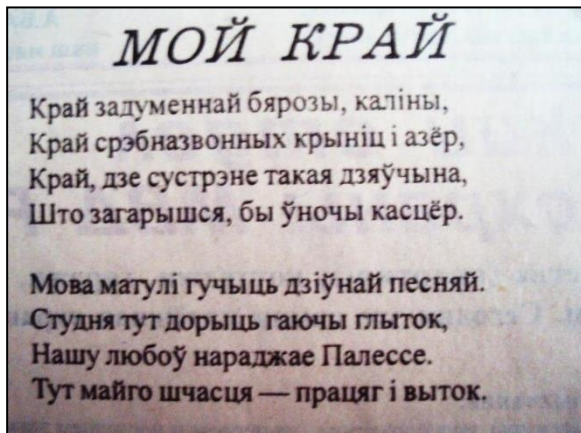 МОЙ КРАЙ
Край задуменнай бярозы, каліны,
Край срэбназвонных крыніц і азёр,
Край, дзе сустрэне такая дзяўчына,
Што загарышся, бы ўночы касцёр.
Мова матулі гучыць дзіўнай песняй.
Студня тут дорыць гаючы глыток,
Нашу любоў нараджае Палессе.
Тут майго шчасця — працяг і выток.